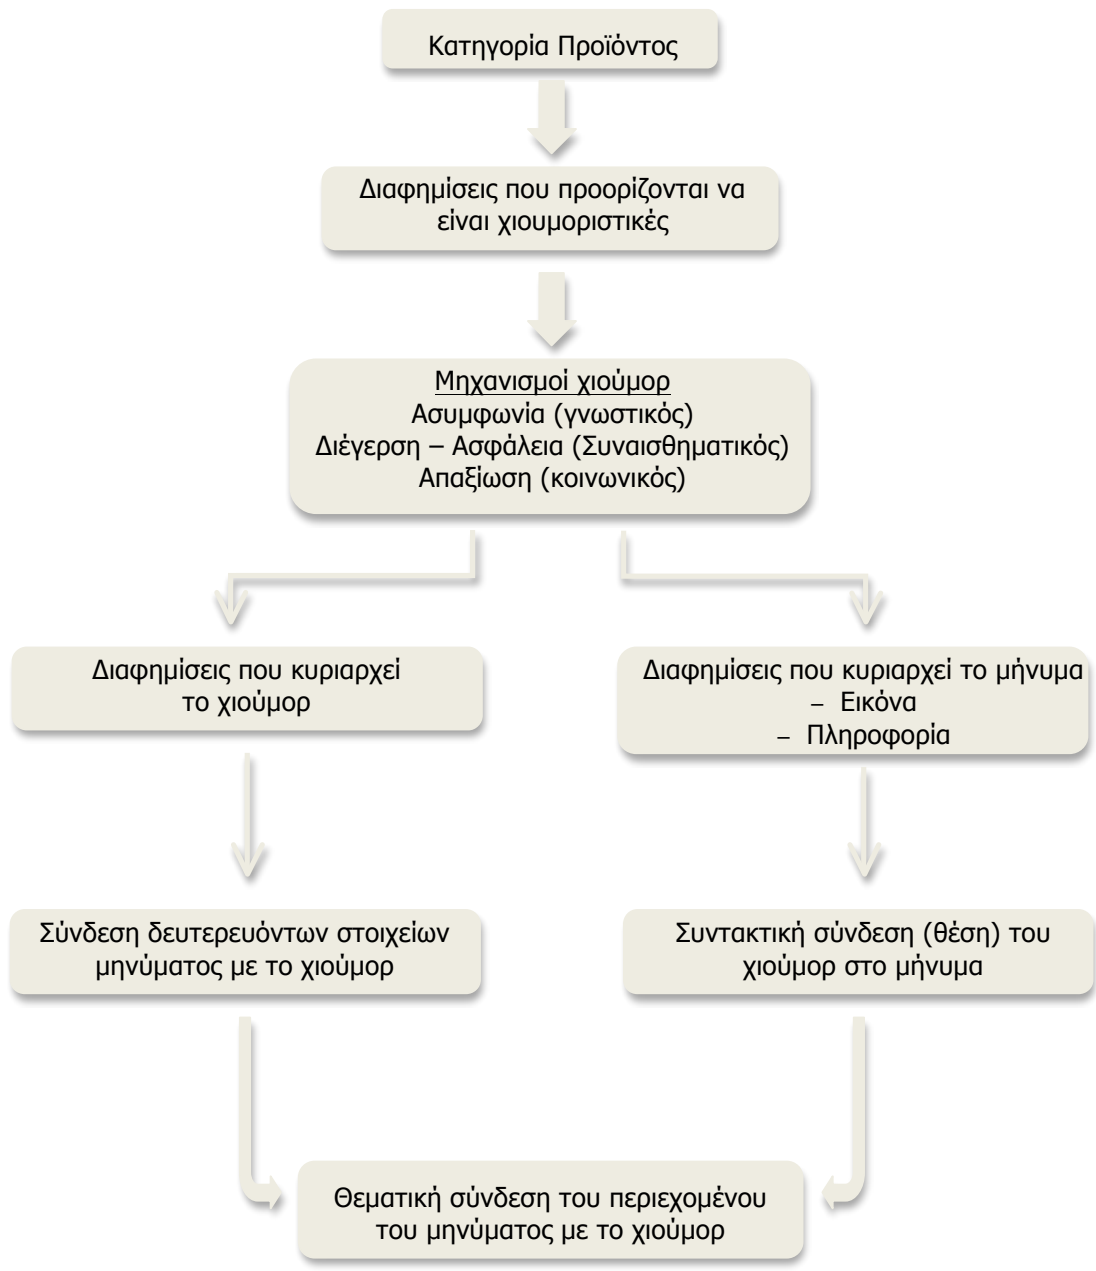 Κατηγορία Προϊόντος
Διαφημίσεις που προορίζονται να
είναι χιουμοριστικές
Μηχανισμοί χιούμορ
Ασυμφωνία (γνωστικός)
Διέγερση – Ασφάλεια (Συναισθηματικός)
Απαξίωση (κοινωνικός)
Διαφημίσεις που κυριαρχεί
το χιούμορ
Διαφημίσεις που κυριαρχεί το μήνυμα
– Εικόνα
– Πληροφορία
Σύνδεση δευτερευόντων στοιχείων
μηνύματος με το χιούμορ
Συντακτική σύνδεση (θέση) του
χιούμορ στο μήνυμα
Θεματική σύνδεση του περιεχομένου
του μηνύματος με το χιούμορ